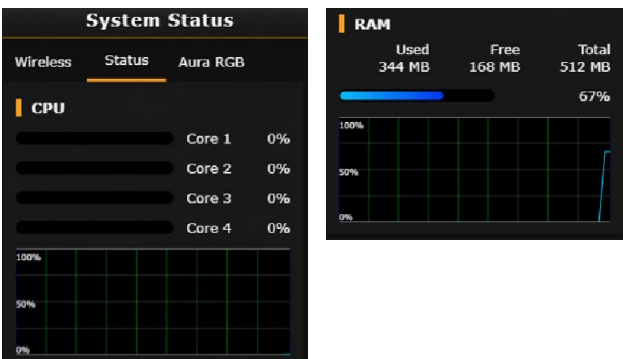 System Status
Wireless Status Aura RGB
CPU
Core 1 0%
Core 2 0%
Core 3 0%
Core 4 0%
100%
50%
0%
RAM
Used Free Total
344 MB 168 MB 512 MB
67%
100%
50%
0%